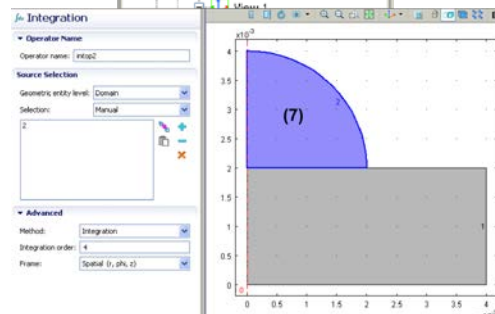 View 1
Integration
Operator Name
Operator name: intop2
Source Selection
Geometric entity level: Domain
Selection: Manual
2
Advanced
Method: Integration
Integration order: 4
Frame: Spatial (r, phi, z)
x10⁻³
4
3.5
3
2.5
2
1.5
1
0.5
0
0
(7)
2
1
0 0.5 1 1.5 2 2.5 3 3.5 4